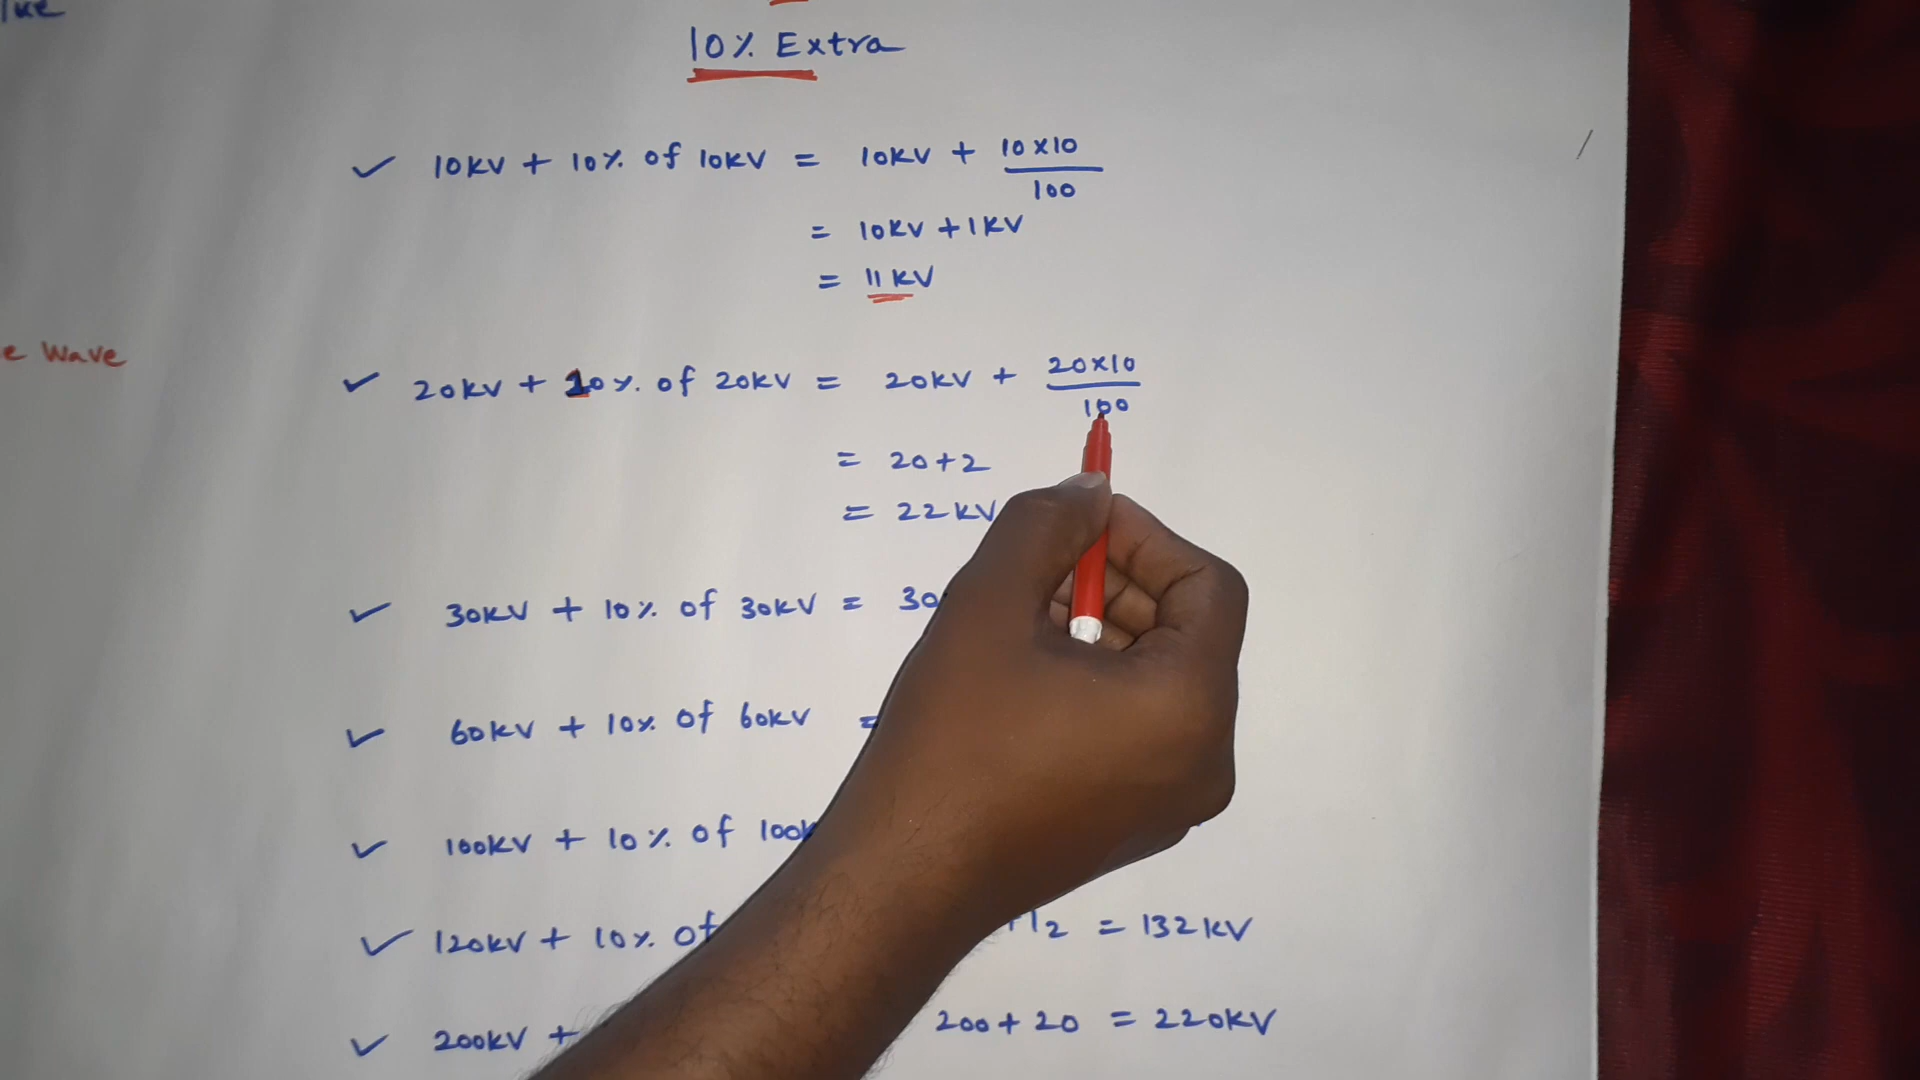 10% Extra
10KV + 10% of 10KV = 10KV + 10×10/100
= 10KV + 1KV
= 11KV
e Wave
20KV + 10%. of 20KV = 20KV + 20×10/100
= 20+2
= 22KV
30KV + 10% of 30KV = 30
60KV + 10% of 60KV =
100KV + 10% of 100K
120KV + 10% of +12 = 132KV
200KV + 200+20 = 220KV